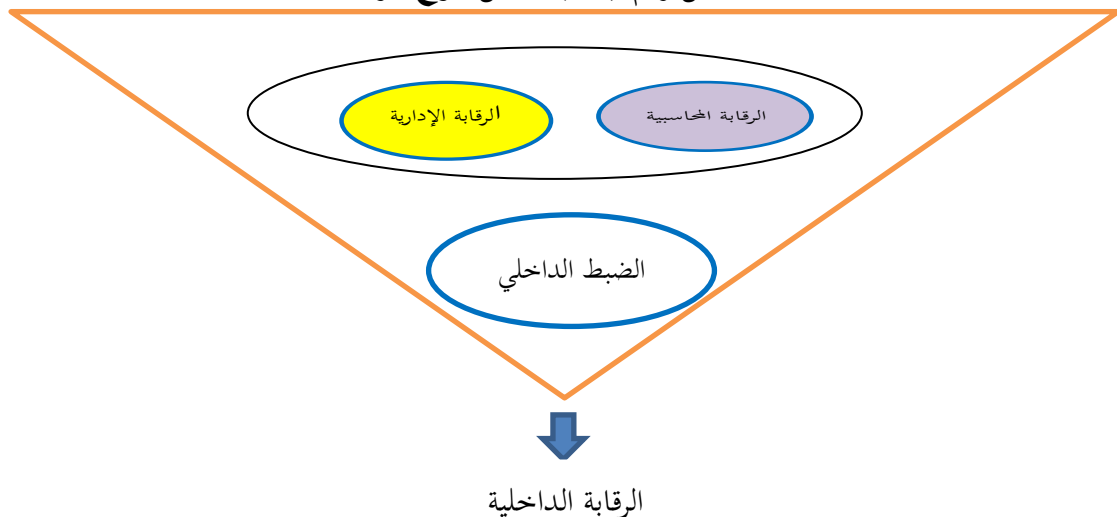 الرقابة المحاسبية
الرقابة الإدارية
الضبط الداخلي
الرقابة الداخلية